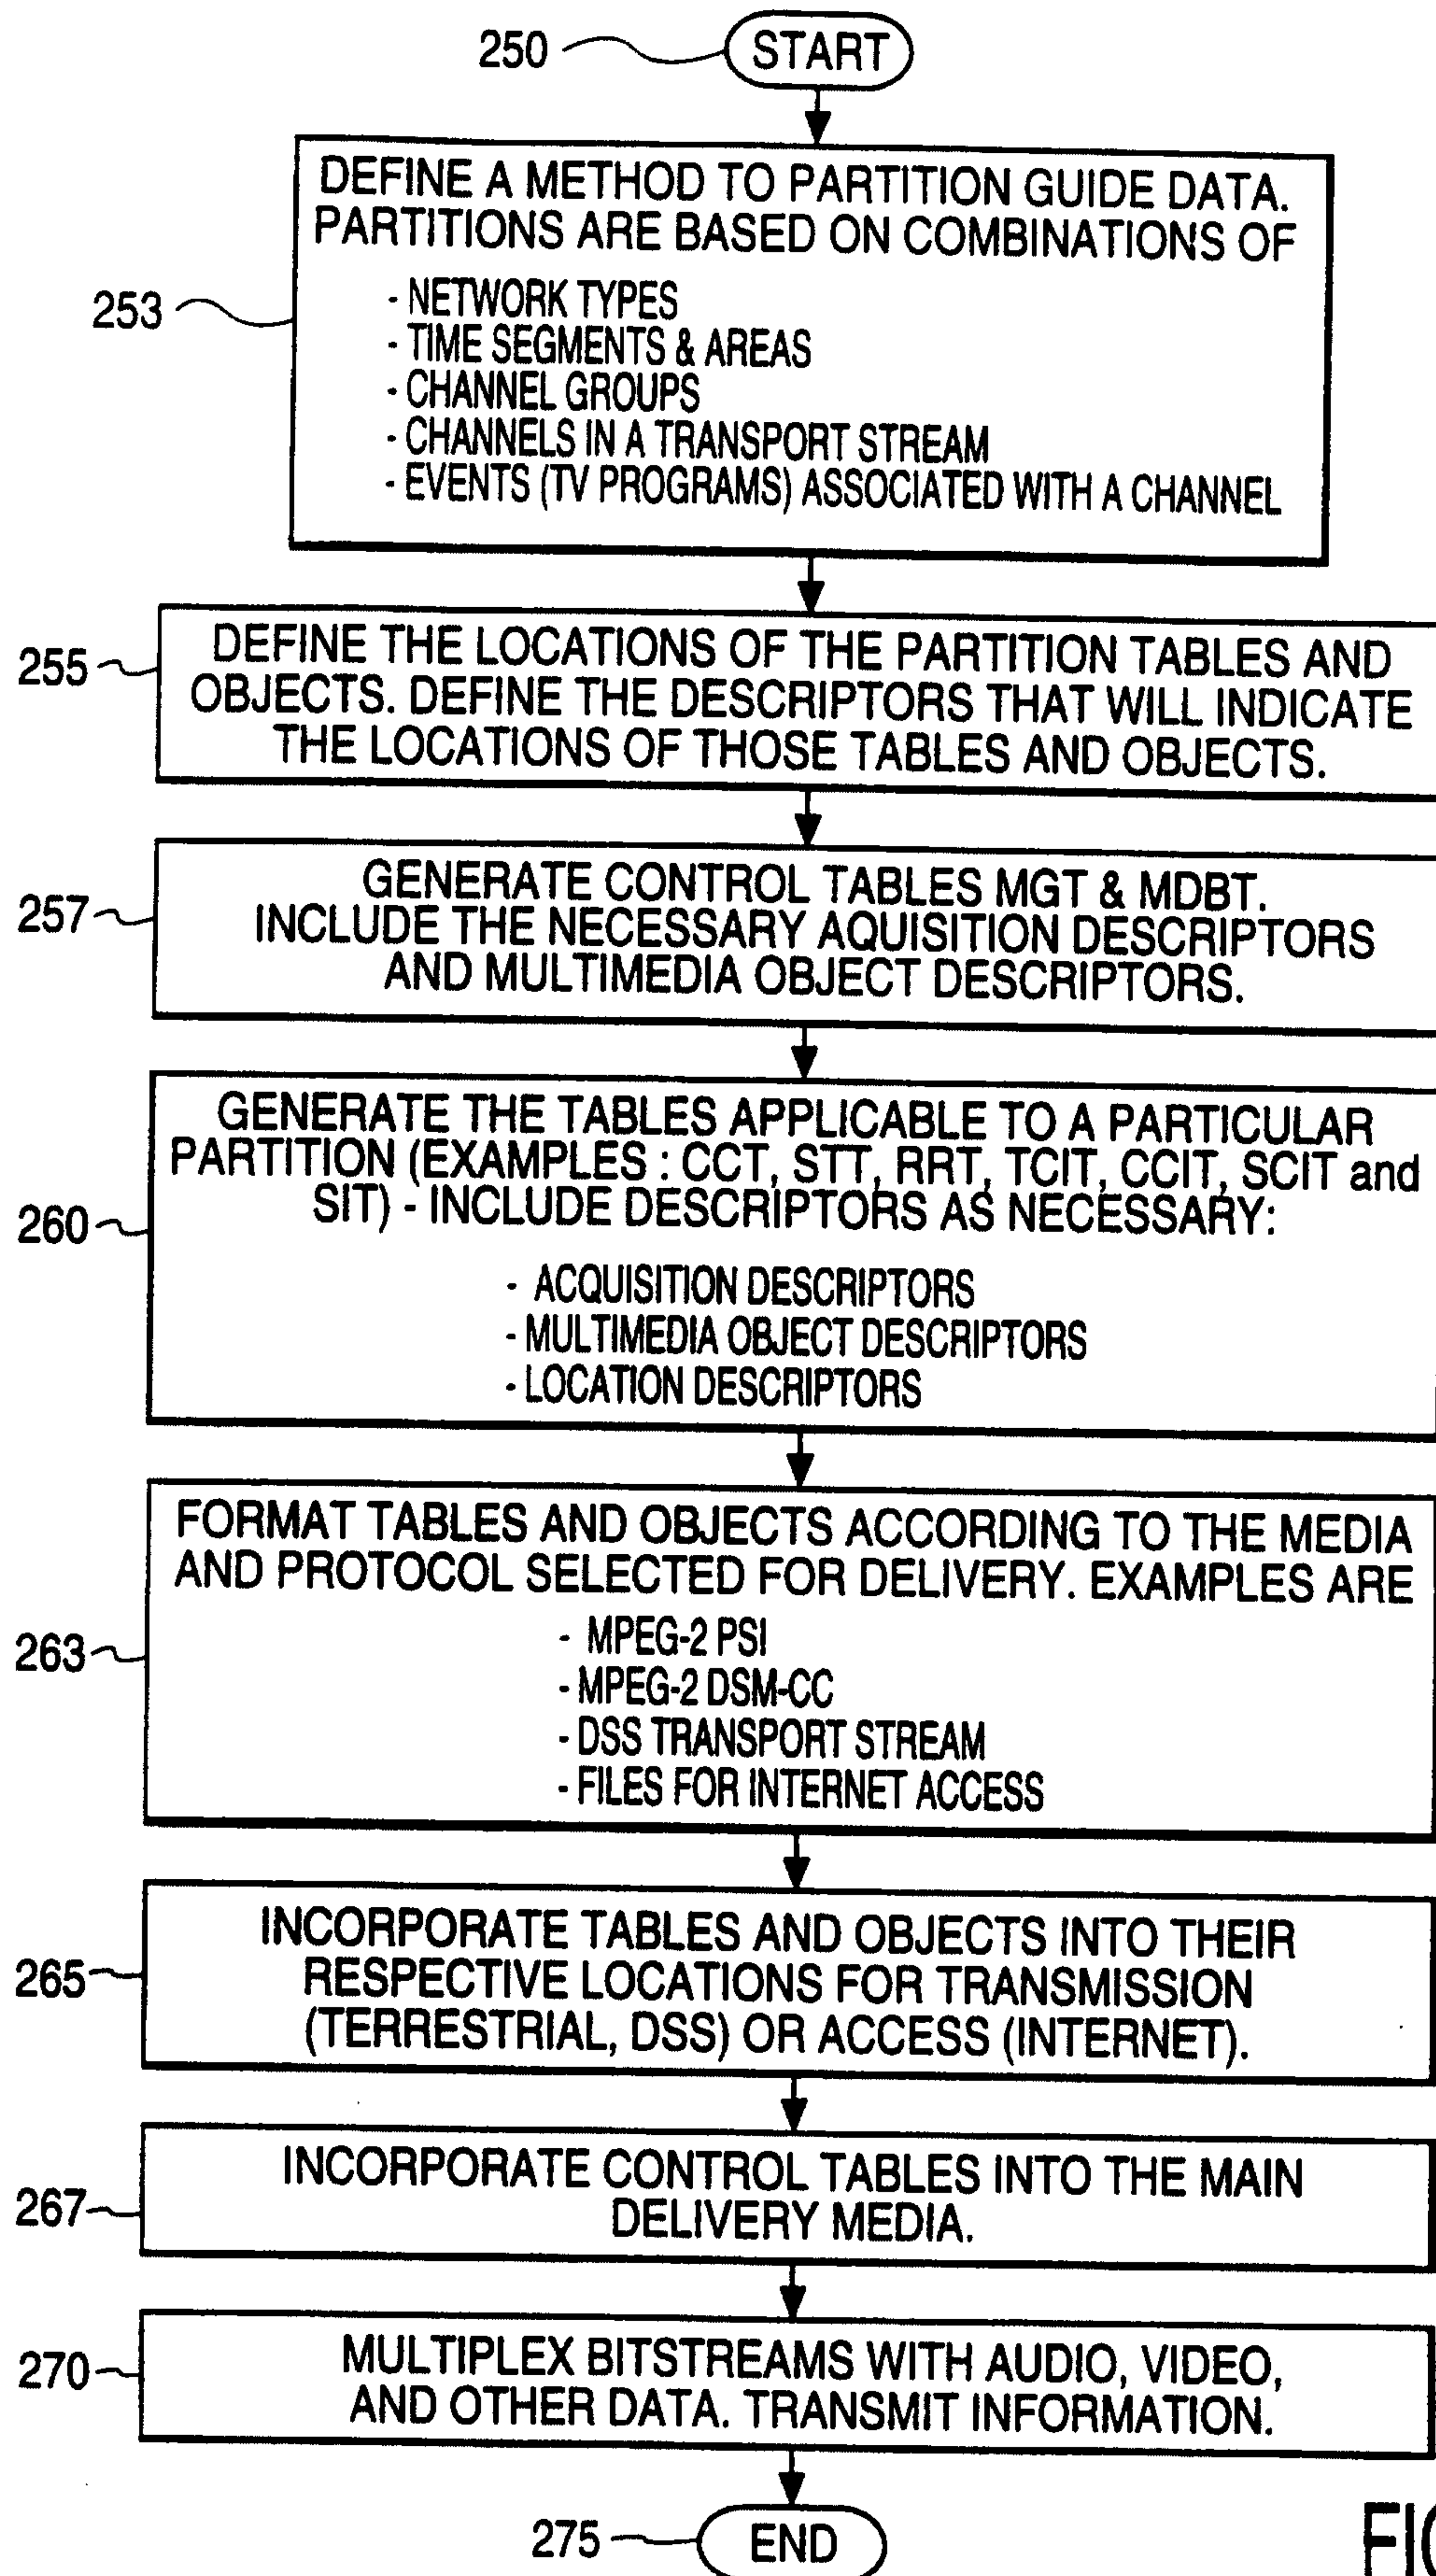 250 START
DEFINE A METHOD TO PARTITION GUIDE DATA.
PARTITIONS ARE BASED ON COMBINATIONS OF
- NETWORK TYPES
- TIME SEGMENTS & AREAS
253
- CHANNEL GROUPS
- CHANNELS IN A TRANSPORT STREAM
- EVENTS (TV PROGRAMS) ASSOCIATED WITH A CHANNEL
DEFINE THE LOCATIONS OF THE PARTITION TABLES AND
255
OBJECTS. DEFINE THE DESCRIPTORS THAT WILL INDICATE
THE LOCATIONS OF THOSE TABLES AND OBJECTS.
GENERATE CONTROL TABLES MGT & MDBT.
257
INCLUDE THE NECESSARY AQUISITION DESCRIPTORS
AND MULTIMEDIA OBJECT DESCRIPTORS.
GENERATE THE TABLES APPLICABLE TO A PARTICULAR
PARTITION (EXAMPLES : CCT, STT, RRT, TCIT, CCIT, SCIT and
260
SIT) - INCLUDE DESCRIPTORS AS NECESSARY:
- ACQUISITION DESCRIPTORS
- MULTIMEDIA OBJECT DESCRIPTORS
- LOCATION DESCRIPTORS
FORMAT TABLES AND OBJECTS ACCORDING TO THE MEDIA
AND PROTOCOL SELECTED FOR DELIVERY. EXAMPLES ARE
263
- MPEG-2 PSI
- MPEG-2 DSM-CC
- DSS TRANSPORT STREAM
- FILES FOR INTERNET ACCESS
INCORPORATE TABLES AND OBJECTS INTO THEIR
265
RESPECTIVE LOCATIONS FOR TRANSMISSION
(TERRESTRIAL, DSS) OR ACCESS (INTERNET).
INCORPORATE CONTROL TABLES INTO THE MAIN
267
DELIVERY MEDIA.
MULTIPLEX BITSTREAMS WITH AUDIO, VIDEO,
270
AND OTHER DATA. TRANSMIT INFORMATION.
275 END